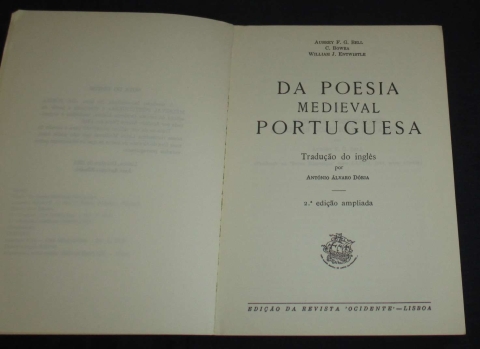 AUBREY F. G. BELL
C. BOWRA
WILLIAM J. ENTWISTLE
DA POESIA
MEDIEVAL
PORTUGUESA
Tradução do inglês
por
ANTÓNIO ÁLVARO DÓRIA
2.ª edição ampliada
EDIÇÃO DA REVISTA 'OCIDENTE'—LISBOA